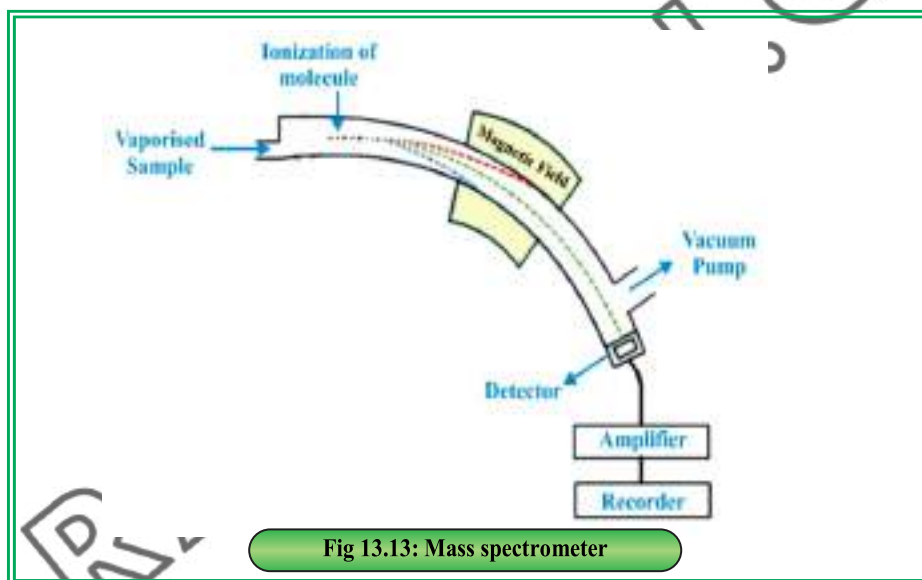 Ionization of
molecule
Vaporised
Sample
Magnetic Field
Vacuum
Pump
Detector
Amplifier
Recorder
Fig 13.13: Mass spectrometer